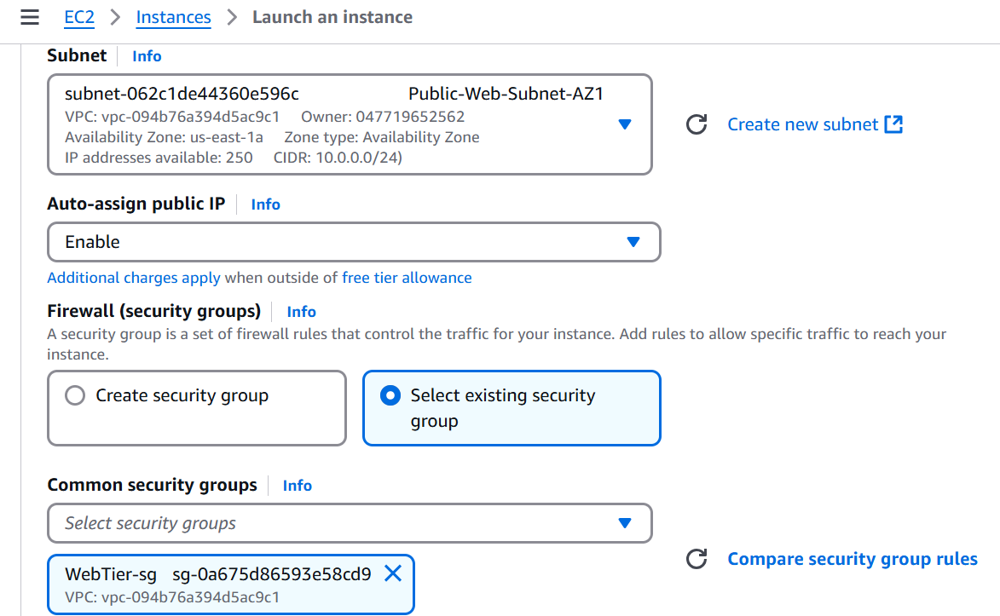 EC2 > Instances > Launch an instance
Subnet Info
subnet-062c1de44360e596c Public-Web-Subnet-AZ1
VPC: vpc-094b76a394d5ac9c1 Owner: 047719652562
Availability Zone: us-east-1a Zone type: Availability Zone
IP addresses available: 250 CIDR: 10.0.0.0/24)
Create new subnet
Auto-assign public IP Info
Enable
Additional charges apply when outside of free tier allowance
Firewall (security groups) Info
A security group is a set of firewall rules that control the traffic for your instance. Add rules to allow specific traffic to reach your
instance.
Create security group
Select existing security
group
Common security groups Info
Select security groups
WebTier-sg sg-0a675d86593e58cd9
VPC: vpc-094b76a394d5ac9c1
Compare security group rules